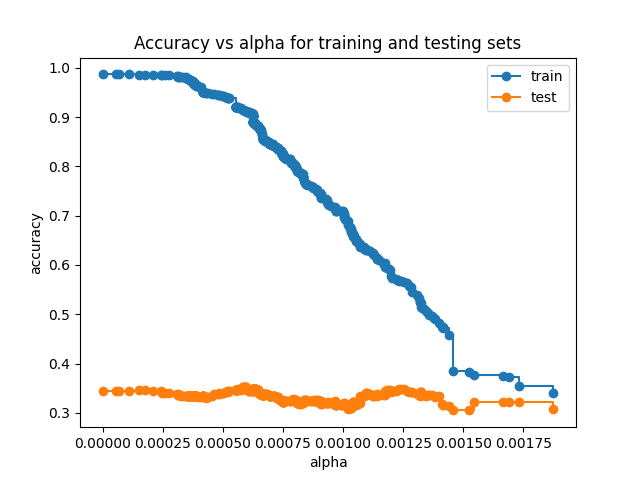 Accuracy vs alpha for training and testing sets
train
test
1.0
0.9
0.8
0.7
0.6
0.5
0.4
0.3
accuracy
0.00000 0.00025 0.00050 0.00075 0.00100 0.00125 0.00150 0.00175
alpha